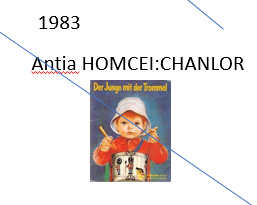 1983
Antia HOMCEI:CHANLOR
Der Junge mit der Trommel